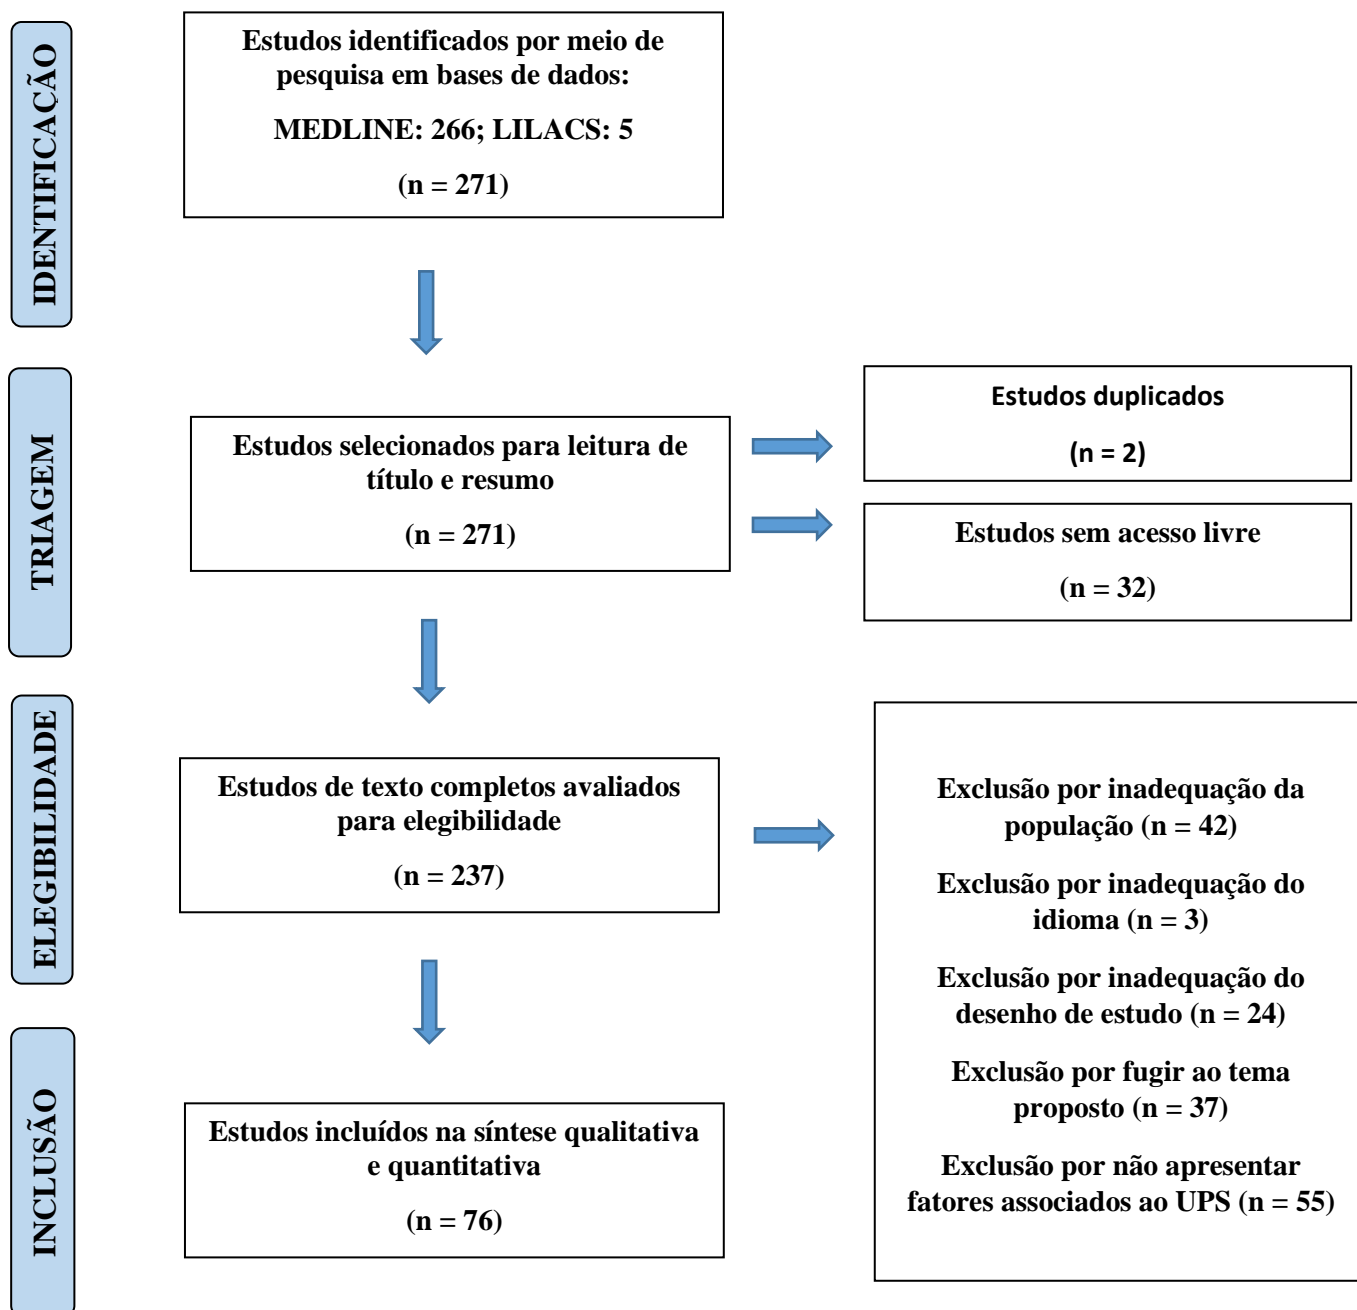 IDENTIFICAÇÃO
Estudos identificados por meio de
pesquisa em bases de dados:
MEDLINE: 266; LILACS: 5
(n = 271)
TRIAGEM
Estudos selecionados para leitura de
título e resumo
(n = 271)
Estudos duplicados
(n = 2)
Estudos sem acesso livre
(n = 32)
ELEGIBILIDADE
Estudos de texto completos avaliados
para elegibilidade
(n = 237)
Exclusão por inadequação da
população (n = 42)
Exclusão por inadequação do
idioma (n = 3)
Exclusão por inadequação do
desenho de estudo (n = 24)
Exclusão por fugir ao tema
proposto (n = 37)
Exclusão por não apresentar
fatores associados ao UPS (n = 55)
INCLUSÃO
Estudos incluídos na síntese qualitativa
e quantitativa
(n = 76)